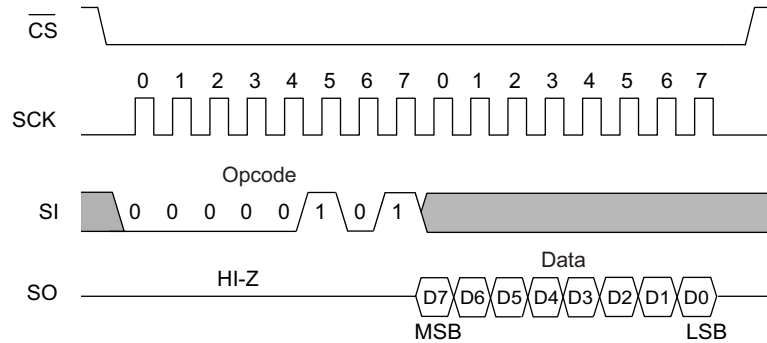 CS
0 1 2 3 4 5 6 7 0 1 2 3 4 5 6 7
SCK
Opcode
SI 0 0 0 0 0 1 0 1
Data
HI-Z
SO D7 D6 D5 D4 D3 D2 D1 D0
MSB LSB